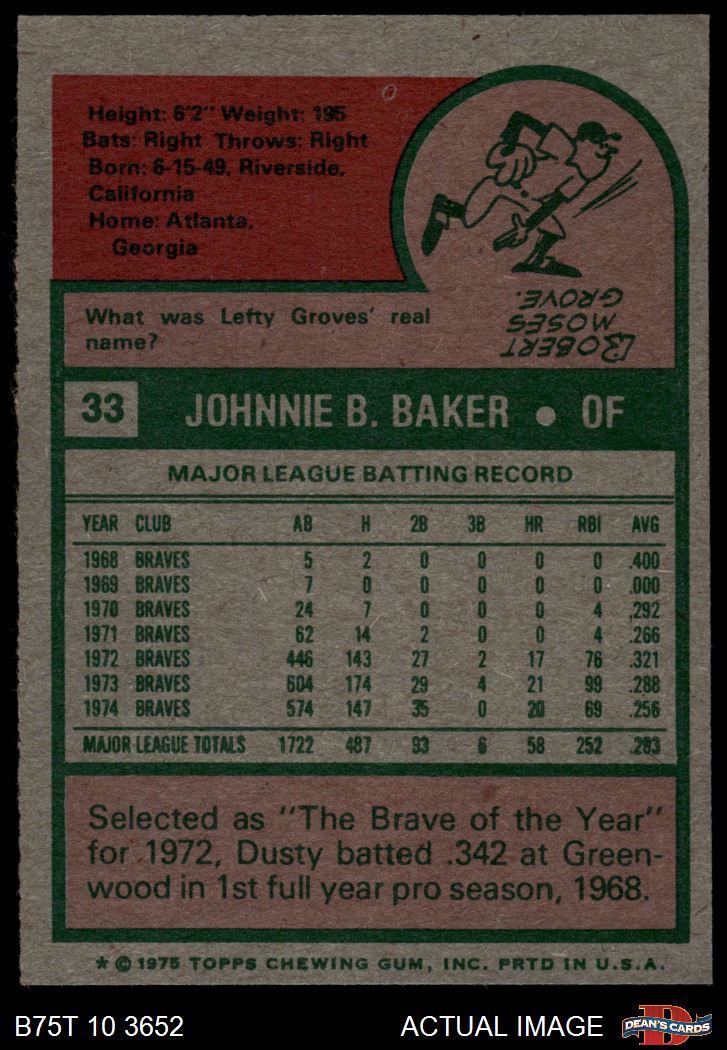 Height: 6'2" Weight: 195
Bats: Right Throws: Right
Born: 6-15-49, Riverside,
California
Home: Atlanta,
Georgia
What was Lefty Groves' real
name?
ROBERT
MOSES
GROVE.
33 JOHNNIE B. BAKER • OF
MAJOR LEAGUE BATTING RECORD
YEAR CLUB AB H 2B 3B HR RBI AVG
1968 BRAVES 5 2 0 0 0 0 .400
1969 BRAVES 7 0 0 0 0 0 .000
1970 BRAVES 24 7 0 0 0 4 .292
1971 BRAVES 62 14 2 0 0 4 .266
1972 BRAVES 446 143 27 2 17 76 .321
1973 BRAVES 604 174 29 4 21 99 .288
1974 BRAVES 574 147 35 0 20 69 .256
MAJOR LEAGUE TOTALS 1722 487 93 6 58 252 .283
Selected as "The Brave of the Year"
for 1972, Dusty batted .342 at Green-
wood in 1st full year pro season, 1968.
* © 1975 TOPPS CHEWING GUM, INC. PRTD IN U.S.A.
B75T 10 3652 ACTUAL IMAGE D DEAN'S CARDS